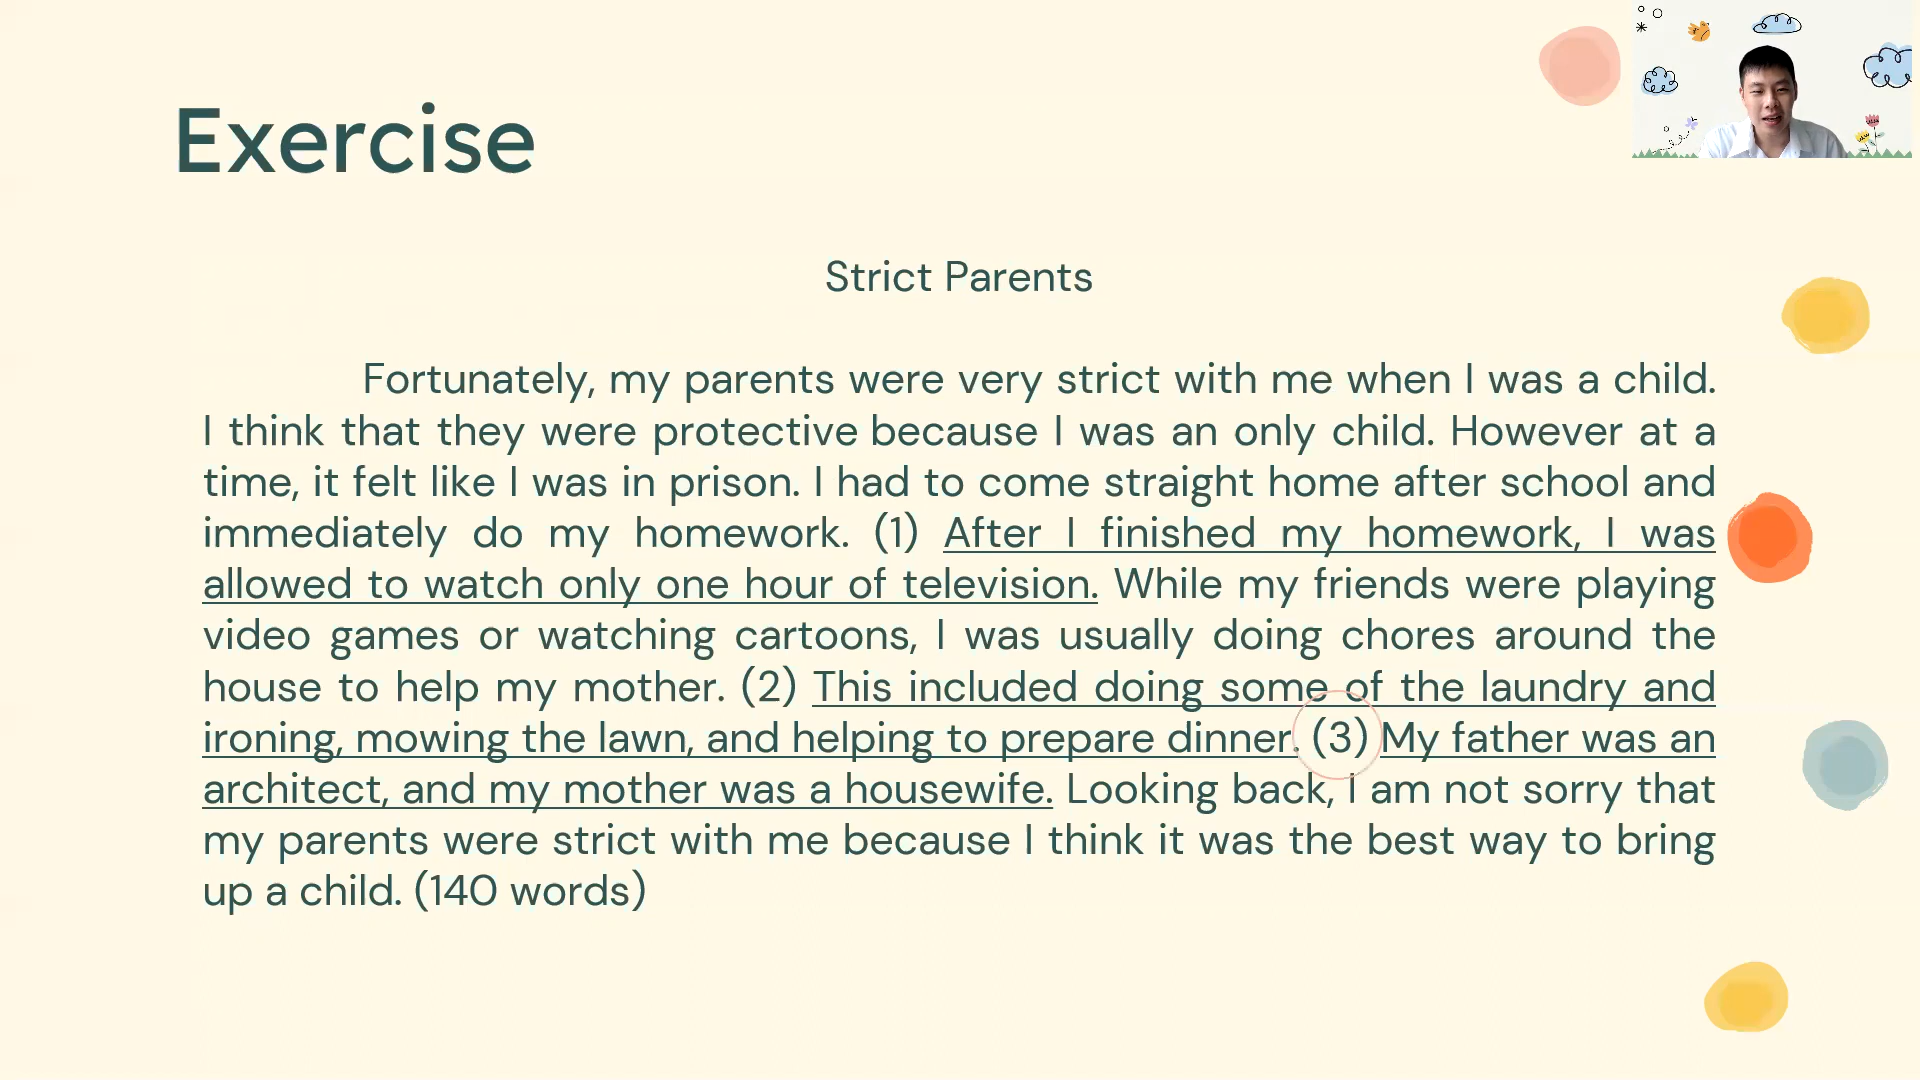 Exercise
Strict Parents
Fortunately, my parents were very strict with me when I was a child.
I think that they were protective because I was an only child. However at a
time, it felt like I was in prison. I had to come straight home after school and
immediately do my homework. (1) After I finished my homework, I was
allowed to watch only one hour of television. While my friends were playing
video games or watching cartoons, I was usually doing chores around the
house to help my mother. (2) This included doing some of the laundry and
ironing, mowing the lawn, and helping to prepare dinner. (3) My father was an
architect, and my mother was a housewife. Looking back, I am not sorry that
my parents were strict with me because I think it was the best way to bring
up a child. (140 words)